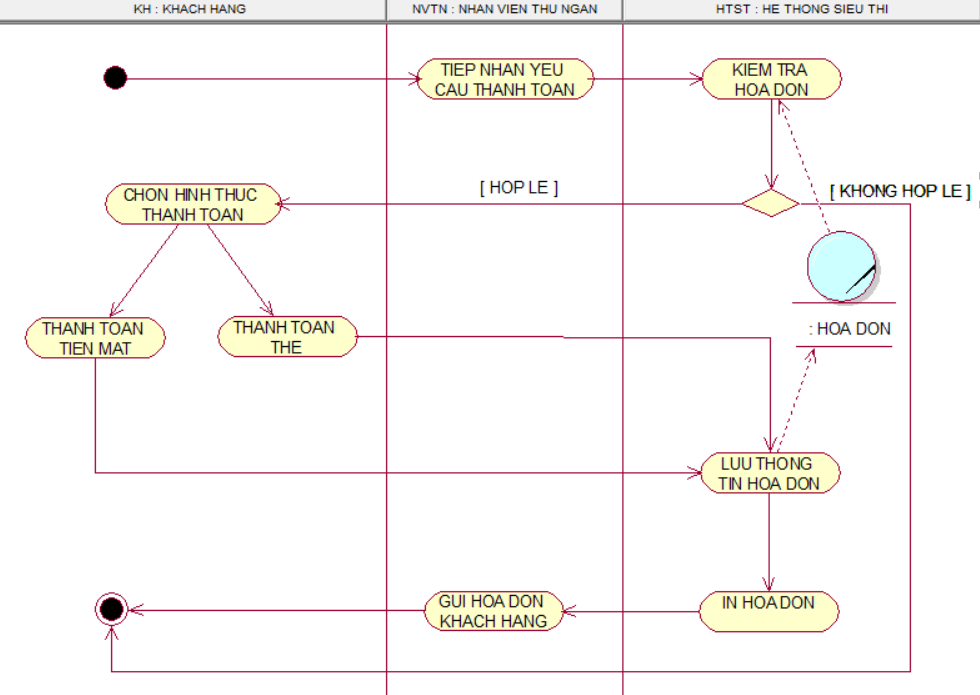 KH : KHACH HANG
NVTN : NHAN VIEN THU NGAN
HTST : HE THONG SIEU THI
TIEP NHAN YEU
CAU THANH TOAN
KIEM TRA
HOA DON
CHON HINH THUC
THANH TOAN
[ HOP LE ]
[ KHONG HOP LE ]
THANH TOAN
TIEN MAT
THANH TOAN
THE
: HOA DON
LUU THONG
TIN HOA DON
GUI HOA DON
KHACH HANG
IN HOA DON